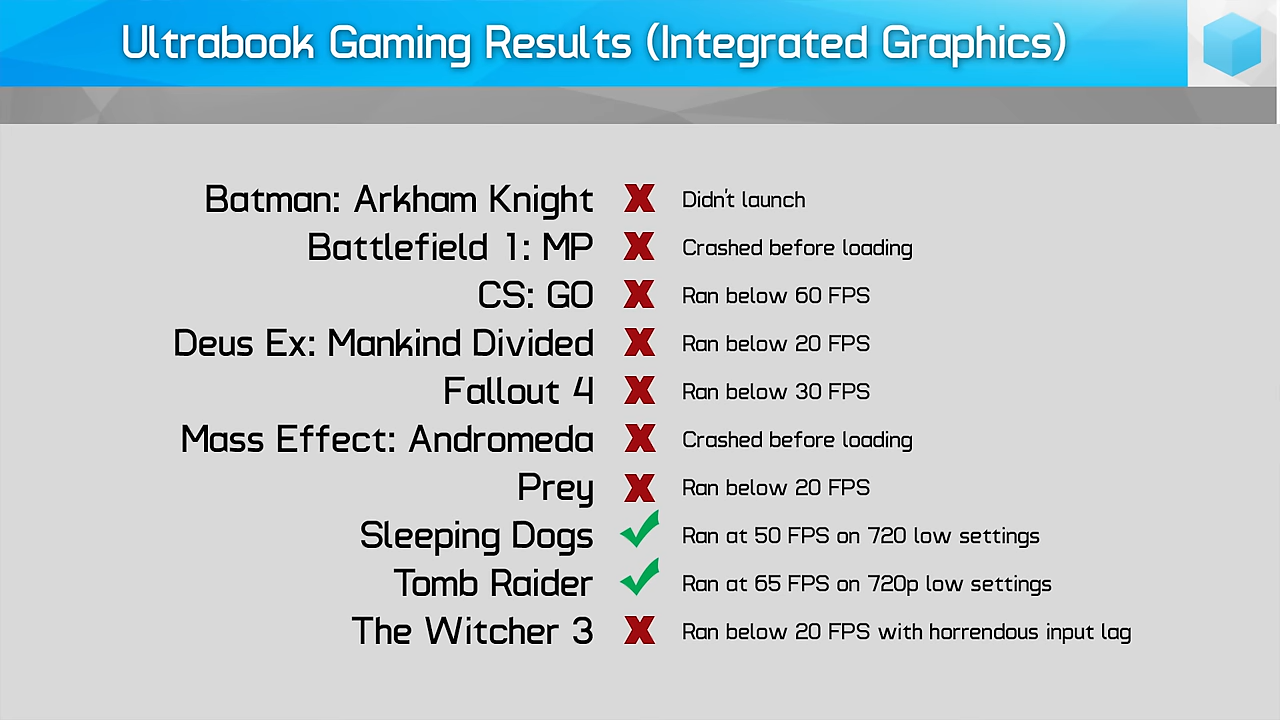 Ultrabook Gaming Results (Integrated Graphics)
Batman: Arkham Knight Didn't launch
Battlefield 1: MP Crashed before loading
CS: GO Ran below 60 FPS
Deus Ex: Mankind Divided Ran below 20 FPS
Fallout 4 Ran below 30 FPS
Mass Effect: Andromeda Crashed before loading
Prey Ran below 20 FPS
Sleeping Dogs Ran at 50 FPS on 720 low settings
Tomb Raider Ran at 65 FPS on 720p low settings
The Witcher 3 Ran below 20 FPS with horrendous input lag